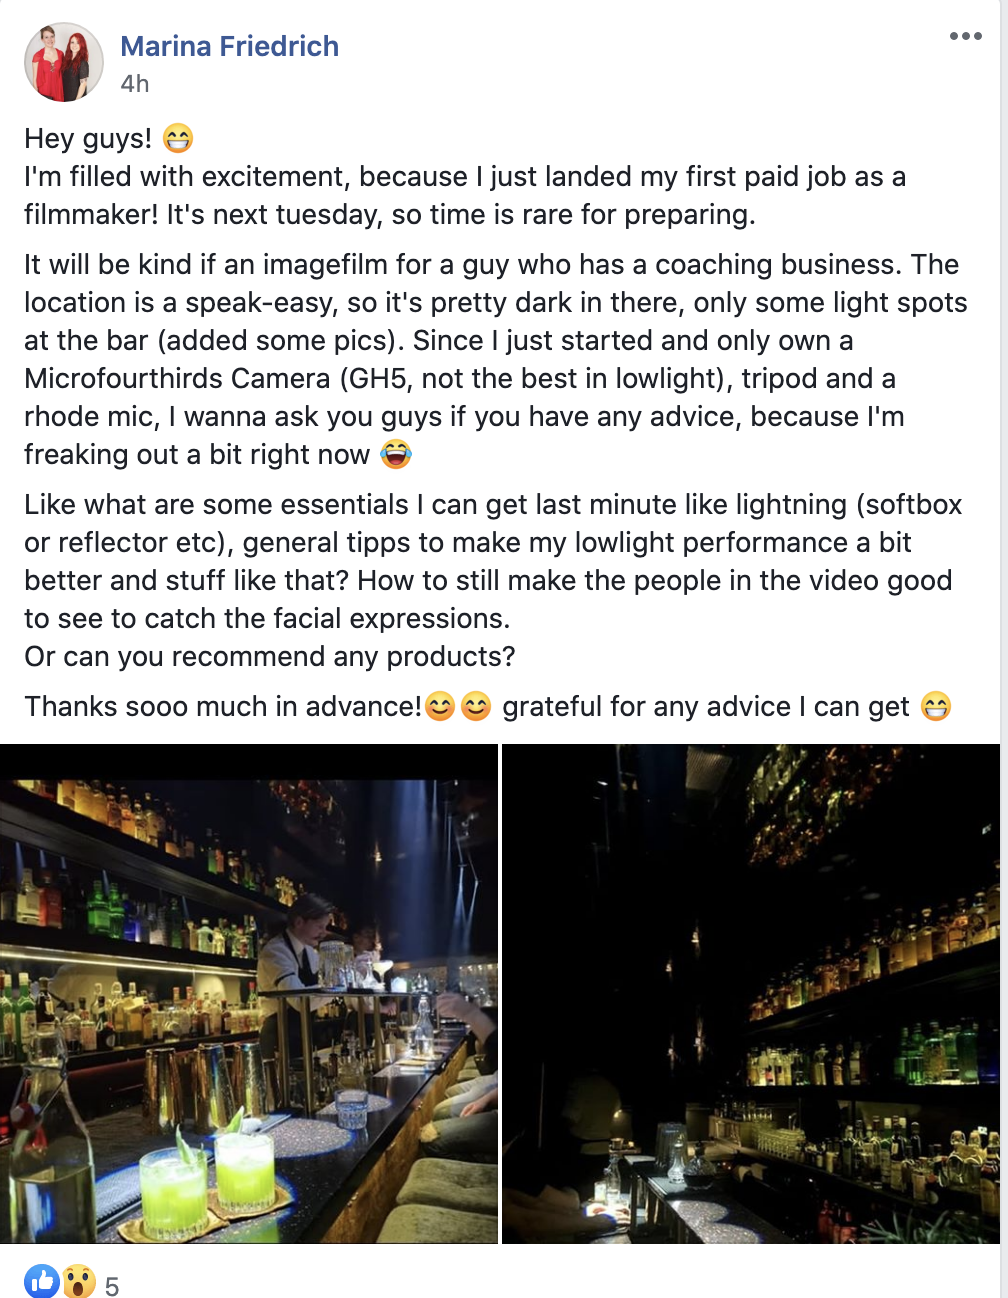 Marina Friedrich
4h
Hey guys! 😁
I'm filled with excitement, because I just landed my first paid job as a
filmmaker! It's next tuesday, so time is rare for preparing.
It will be kind if an imagefilm for a guy who has a coaching business. The
location is a speak-easy, so it's pretty dark in there, only some light spots
at the bar (added some pics). Since I just started and only own a
Microfourthirds Camera (GH5, not the best in lowlight), tripod and a
rhode mic, I wanna ask you guys if you have any advice, because I'm
freaking out a bit right now 😂
Like what are some essentials I can get last minute like lightning (softbox
or reflector etc), general tipps to make my lowlight performance a bit
better and stuff like that? How to still make the people in the video good
to see to catch the facial expressions.
Or can you recommend any products?
Thanks sooo much in advance!😊😊 grateful for any advice I can get 😁
5